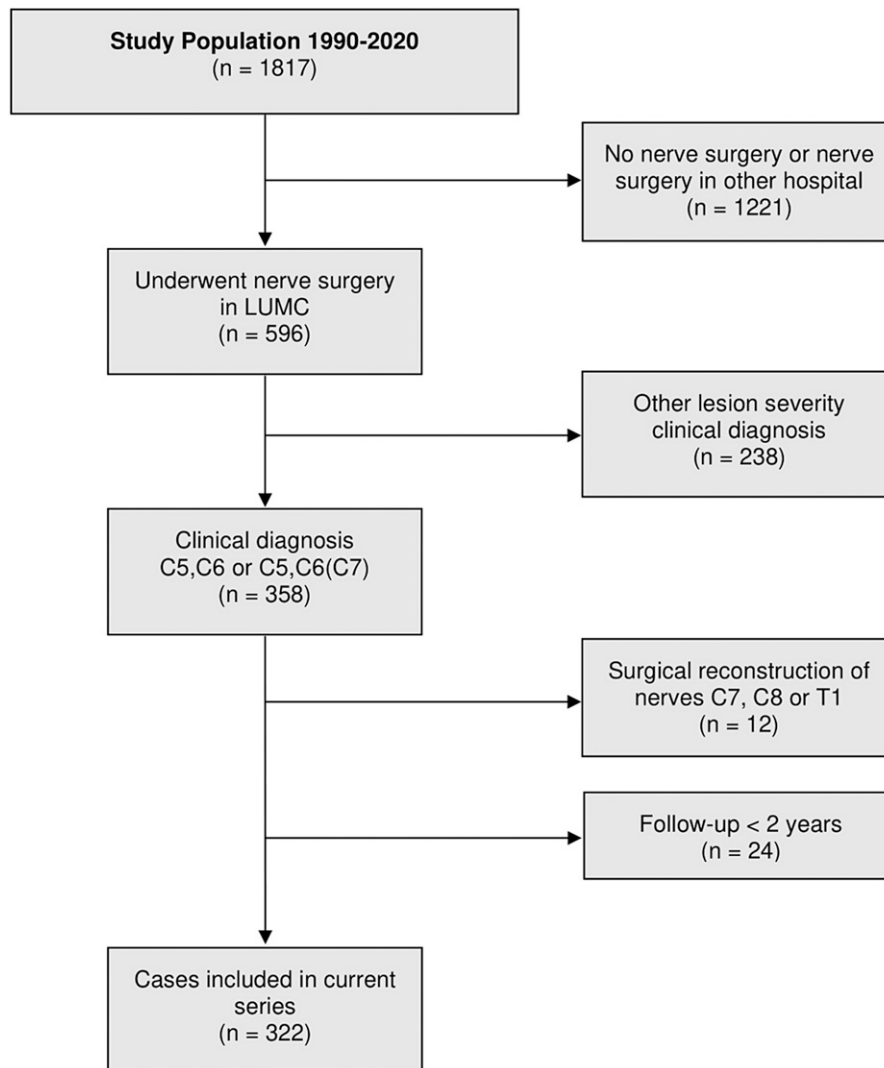 Study Population 1990-2020
(n = 1817)
No nerve surgery or nerve
surgery in other hospital
(n = 1221)
Underwent nerve surgery
in LUMC
(n = 596)
Other lesion severity
clinical diagnosis
(n = 238)
Clinical diagnosis
C5,C6 or C5,C6(C7)
(n = 358)
Surgical reconstruction of
nerves C7, C8 or T1
(n = 12)
Follow-up < 2 years
(n = 24)
Cases included in current
series
(n = 322)